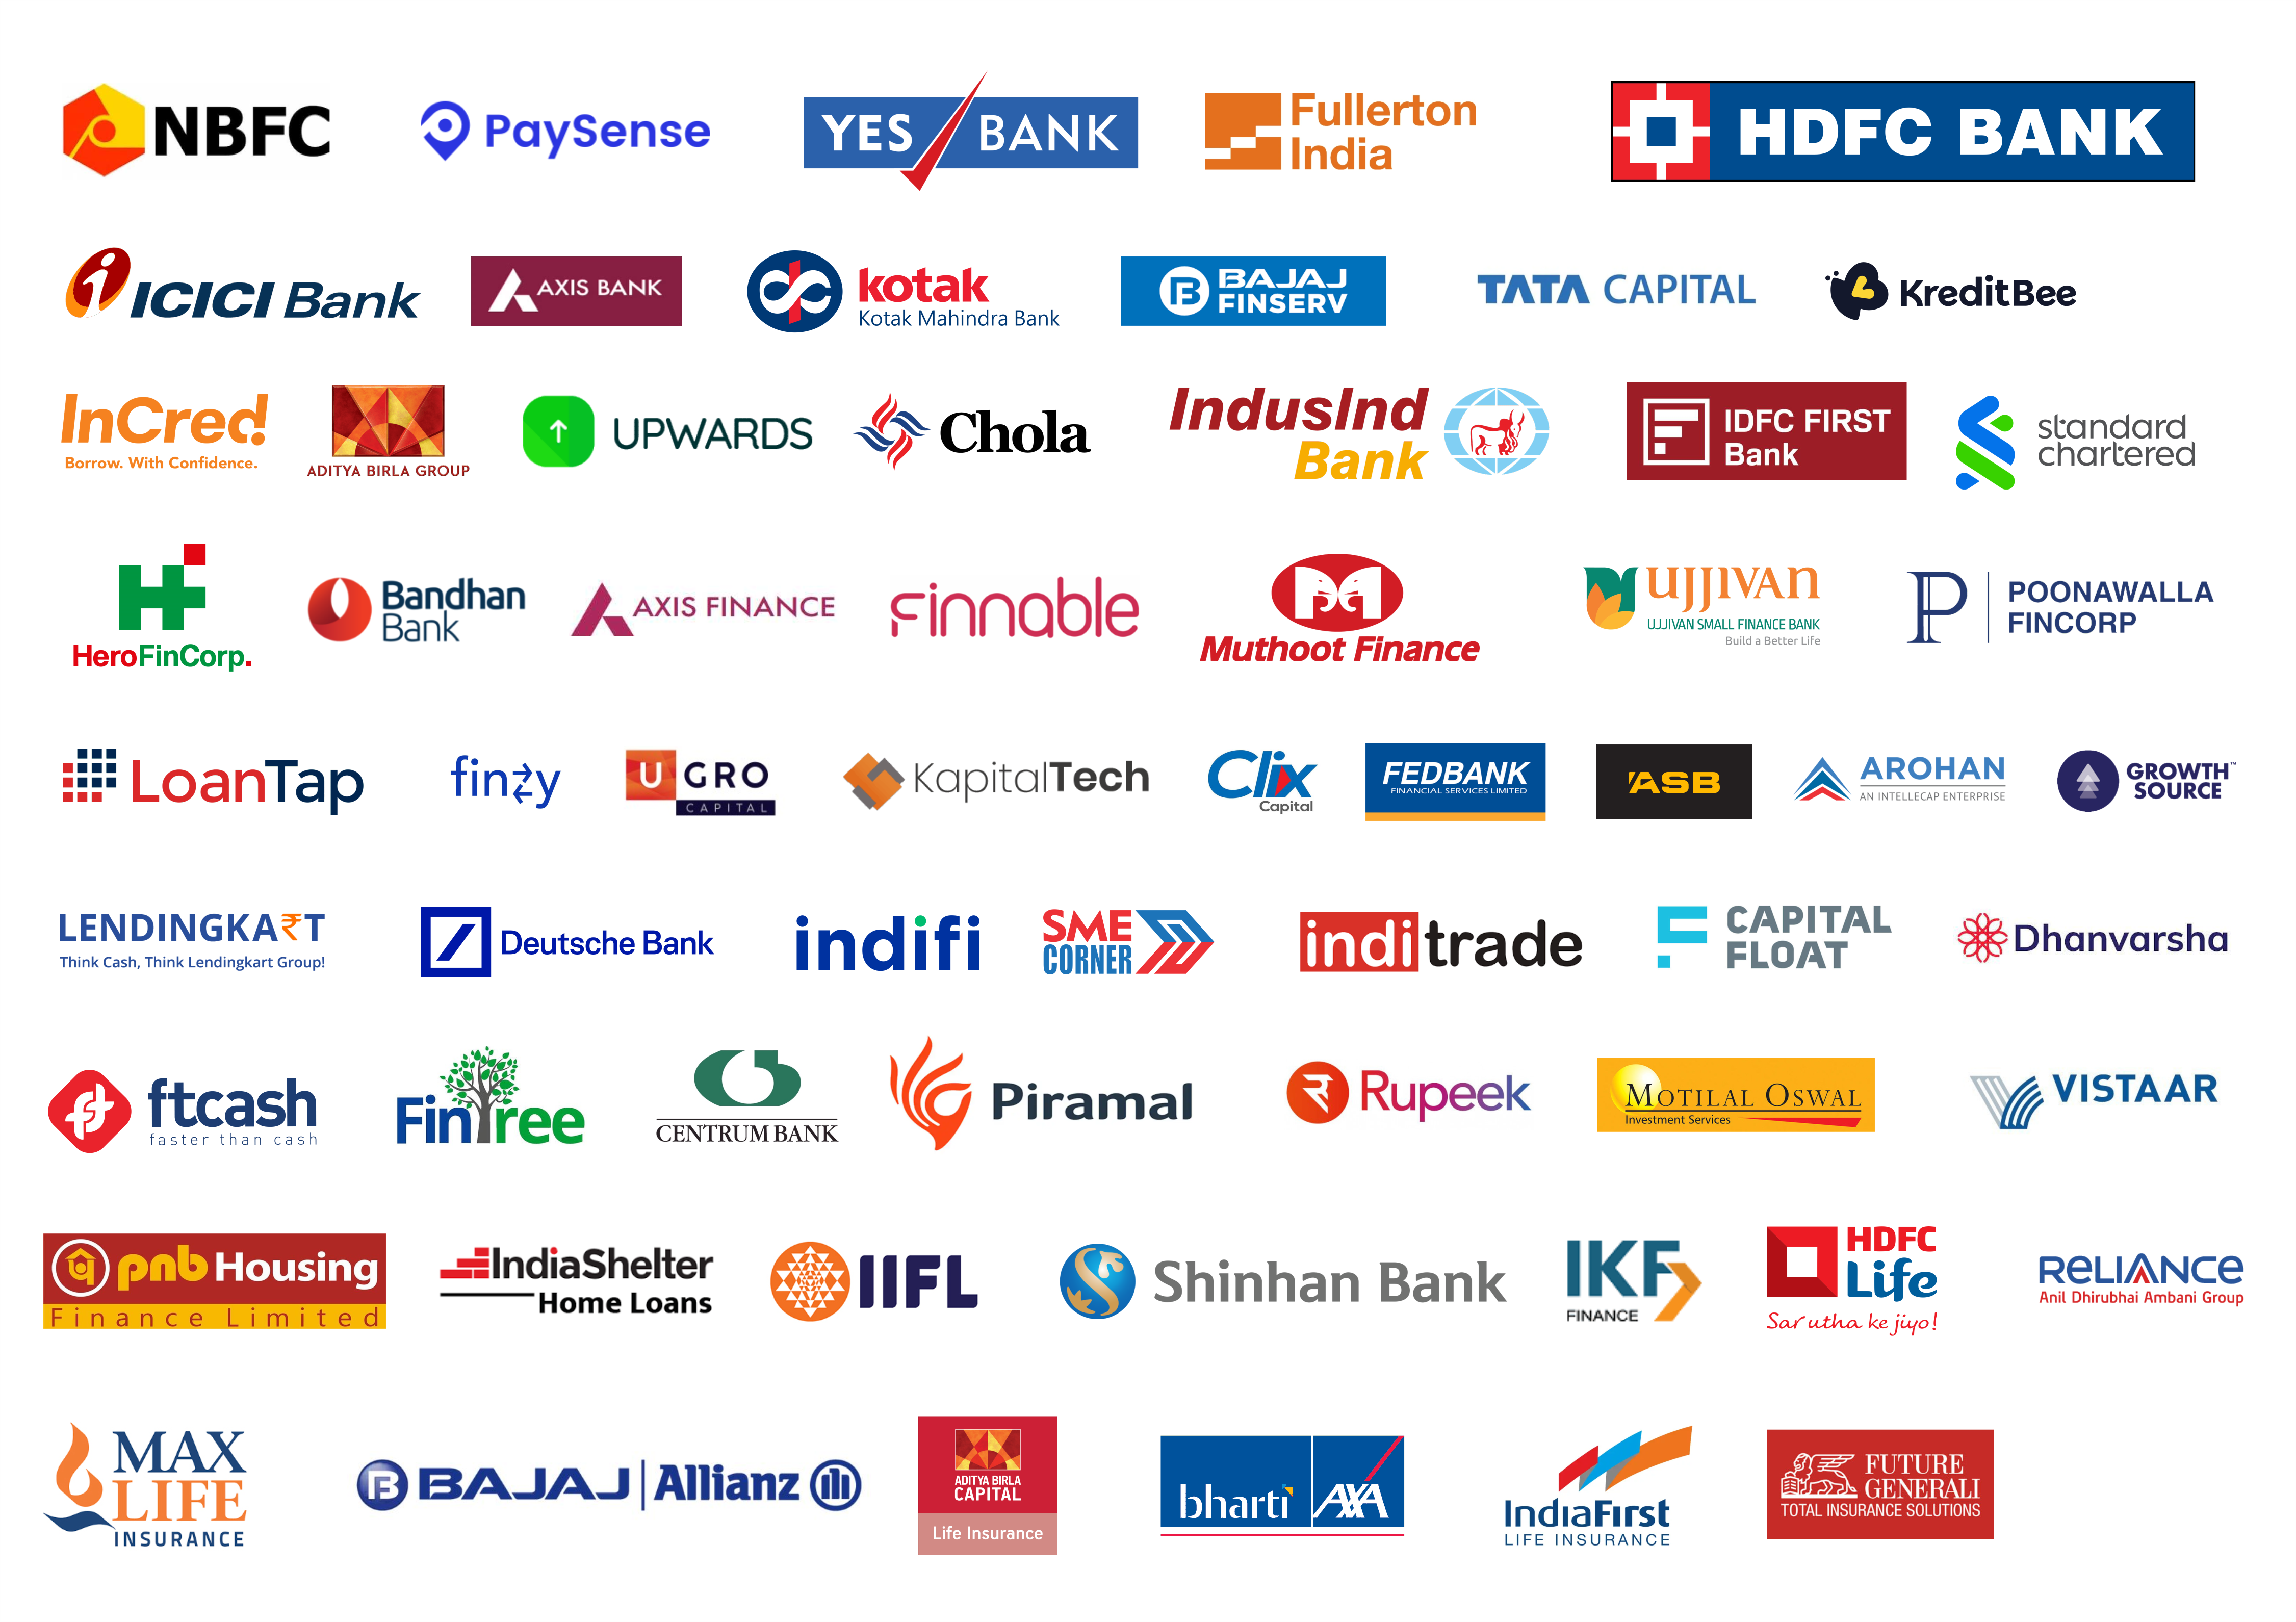 NBFC
PaySense
YES BANK
Fullerton
India
HDFC BANK
ICICI Bank
AXIS BANK
kotak
Kotak Mahindra Bank
BAJAJ
FINSERV
TATA CAPITAL
KreditBee
InCred
Borrow. With Confidence.
ADITYA BIRLA GROUP
UPWARDS
Chola
IndusInd
Bank
IDFC FIRST
Bank
standard
chartered
HeroFinCorp.
Bandhan
Bank
AXIS FINANCE
Finnable
Muthoot Finance
UJJIVAN
UJJIVAN SMALL FINANCE BANK
Build a Better Life
P
POONAWALLA
FINCORP
LoanTap
finzy
U GRO
CAPITAL
KapitalTech
Clix
Capital
FEDBANK
FINANCIAL SERVICES LIMITED
ASB
AROHAN
AN INTELLECAP ENTERPRISE
GROWTH™
SOURCE
LENDINGKA₹T
Think Cash, Think Lendingkart Group!
Deutsche Bank
indifi
SME
CORNER
inditrade
CAPITAL
FLOAT
Dhanvarsha
ftcash
faster than cash
FinTree
CENTRUM BANK
Piramal
Rupeek
MOTILAL OSWAL
Investment Services
VISTAAR
pnb Housing
Finance Limited
IndiaShelter
Home Loans
IIFL
Shinhan Bank
IKF
FINANCE
HDFC
Life
Sar utha ke jiyo!
RELIANCE
Anil Dhirubhai Ambani Group
MAX
LIFE
INSURANCE
BAJAJ Allianz
ADITYA BIRLA
CAPITAL
Life Insurance
bharti AXA
IndiaFirst
LIFE INSURANCE
FUTURE
GENERALI
TOTAL INSURANCE SOLUTIONS